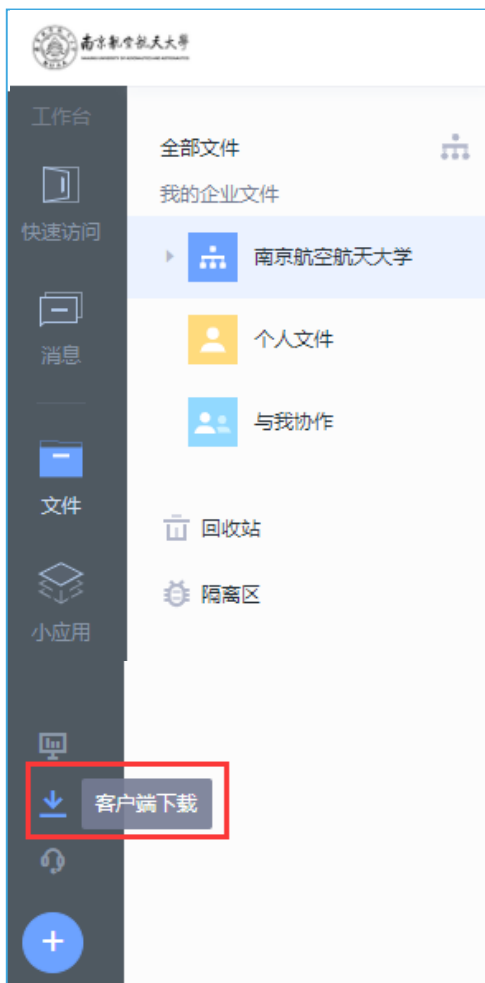 南京航空航天大学
工作台
快速访问
消息
文件
小应用
全部文件
我的企业文件
南京航空航天大学
个人文件
与我协作
回收站
隔离区
客户端下载